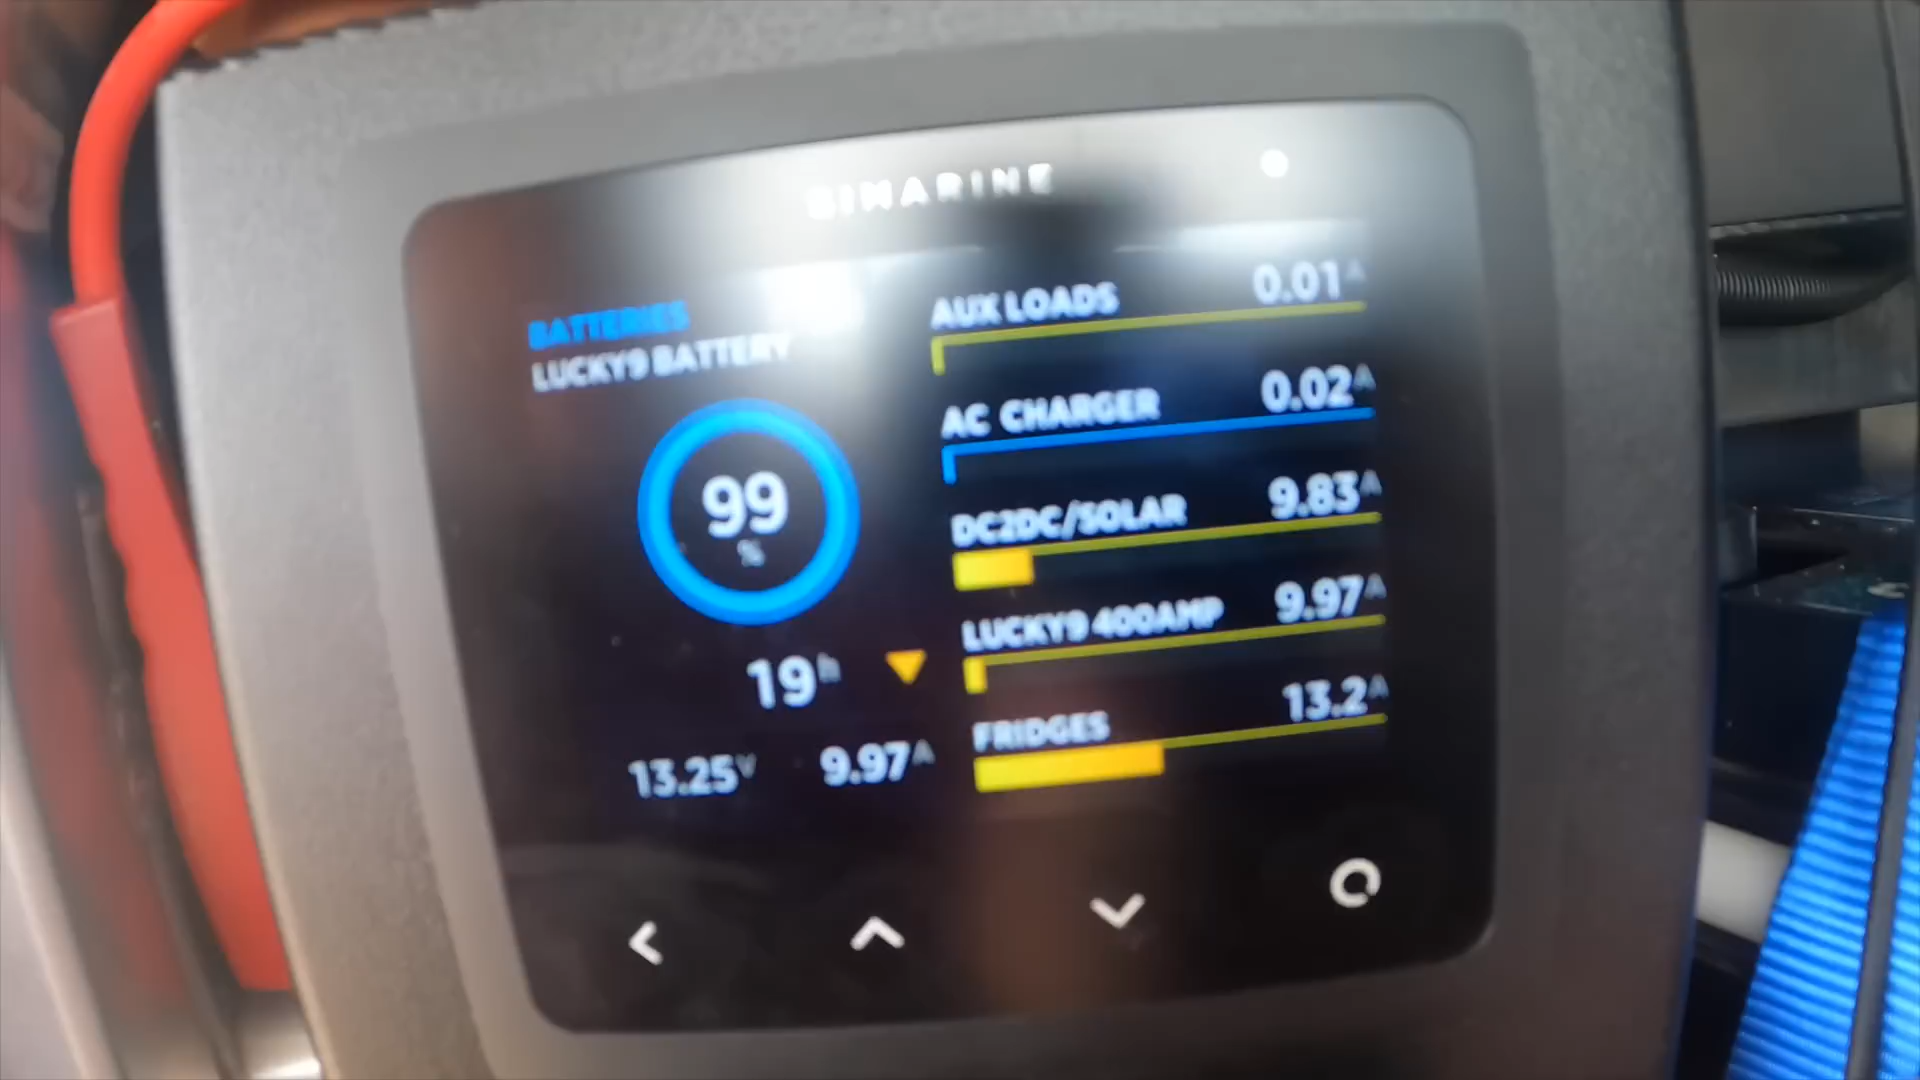 SIMARINE
BATTERIES
LUCKY9 BATTERY
99
%
19h
13.25V 9.97A
AUX LOADS 0.01A
AC CHARGER 0.02A
DC2DC/SOLAR 9.83A
LUCKY9 400AMP 9.97A
FRIDGES 13.2A